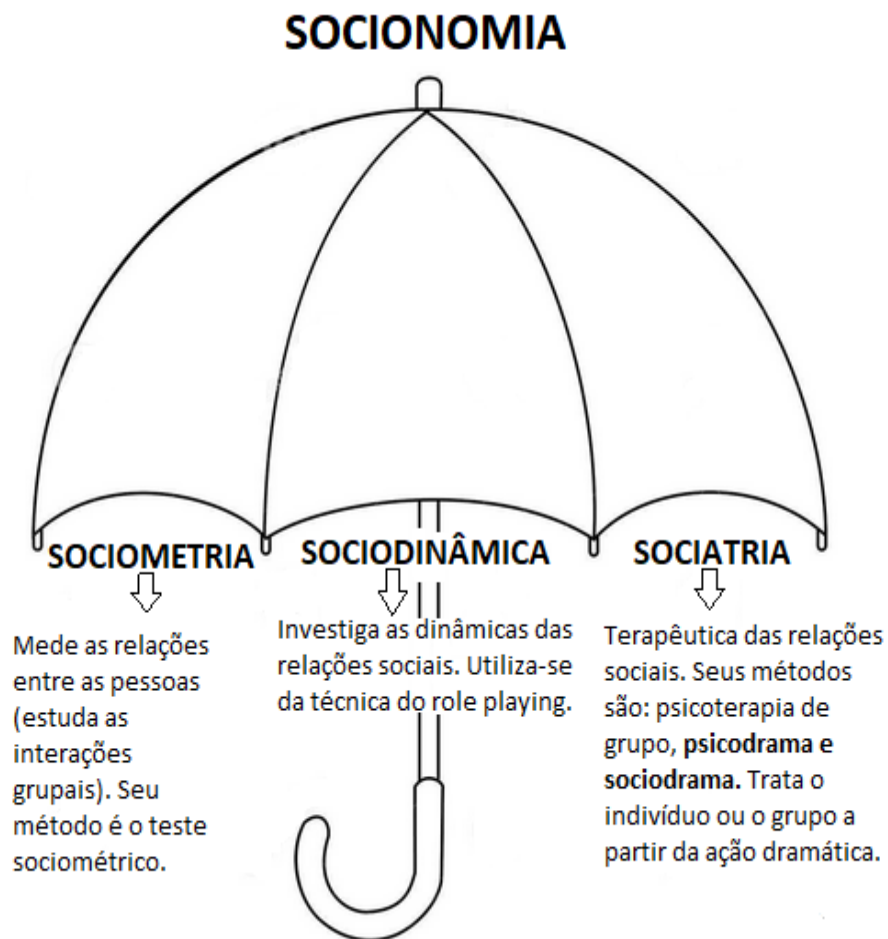 SOCIONOMIA
SOCIOMETRIA
Mede as relações
entre as pessoas
(estuda as
interações
grupais). Seu
método é o teste
sociométrico.
SOCIODINÂMICA
Investiga as dinâmicas das
relações sociais. Utiliza-se
da técnica do role playing.
SOCIATRIA
Terapêutica das relações
sociais. Seus métodos
são: psicoterapia de
grupo, psicodrama e
sociodrama. Trata o
indivíduo ou o grupo a
partir da ação dramática.